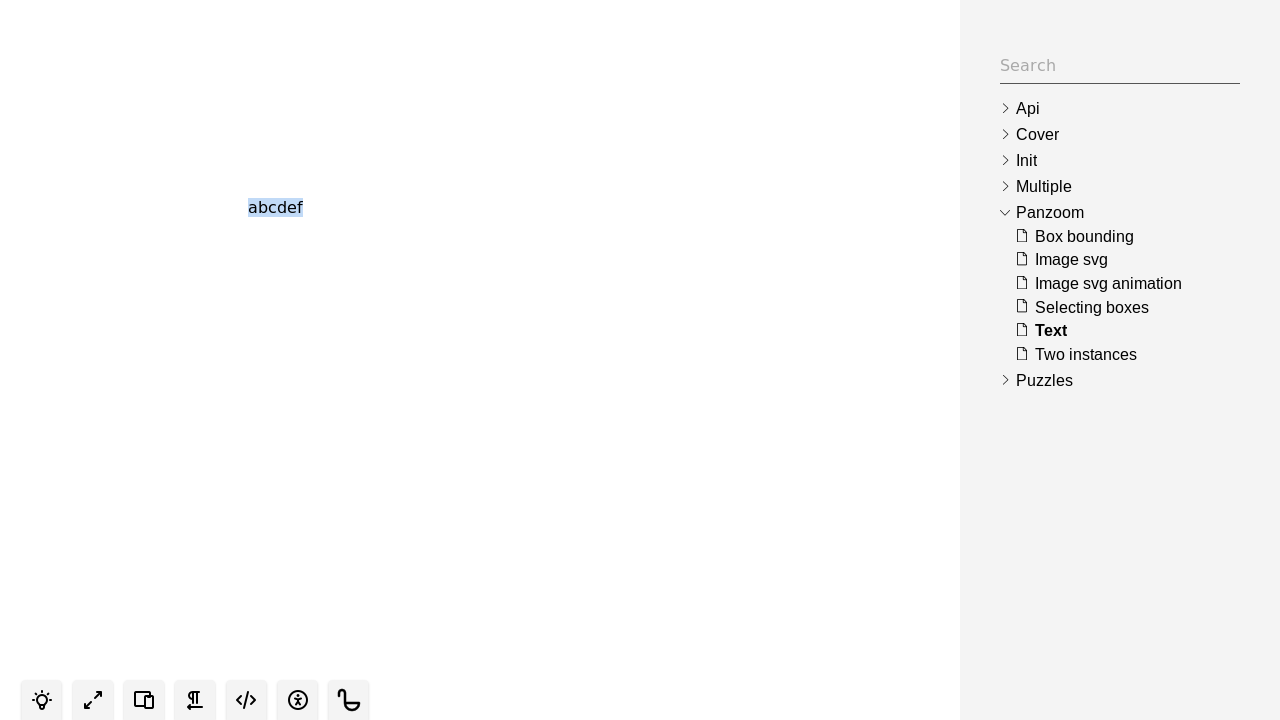 abcdef
Search
Api
Cover
Init
Multiple
Panzoom
Box bounding
Image svg
Image svg animation
Selecting boxes
Text
Two instances
Puzzles